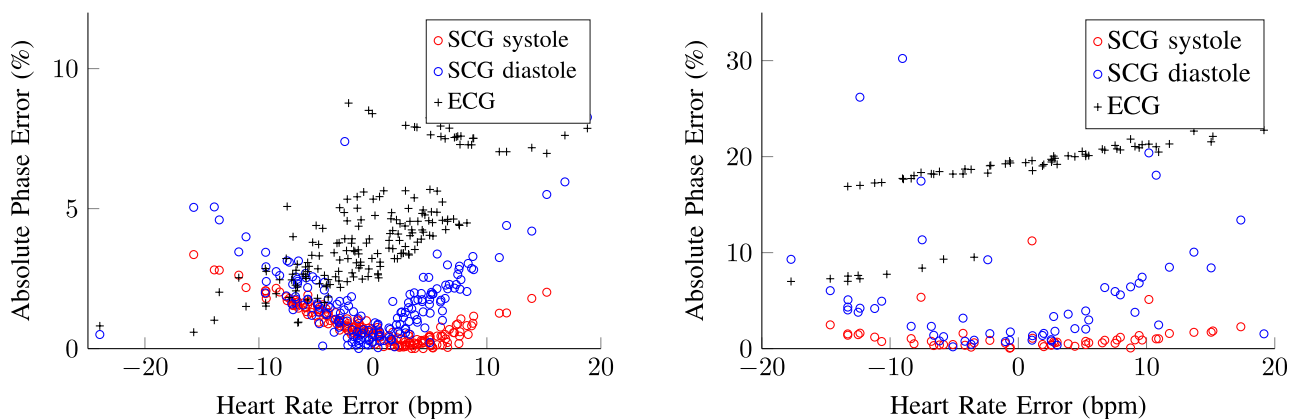 Absolute Phase Error (%)
10
5
0
−20
−10
0
10
20
Heart Rate Error (bpm)
SCG systole
SCG diastole
ECG
Absolute Phase Error (%)
30
20
10
0
−20
−10
0
10
20
Heart Rate Error (bpm)
SCG systole
SCG diastole
ECG